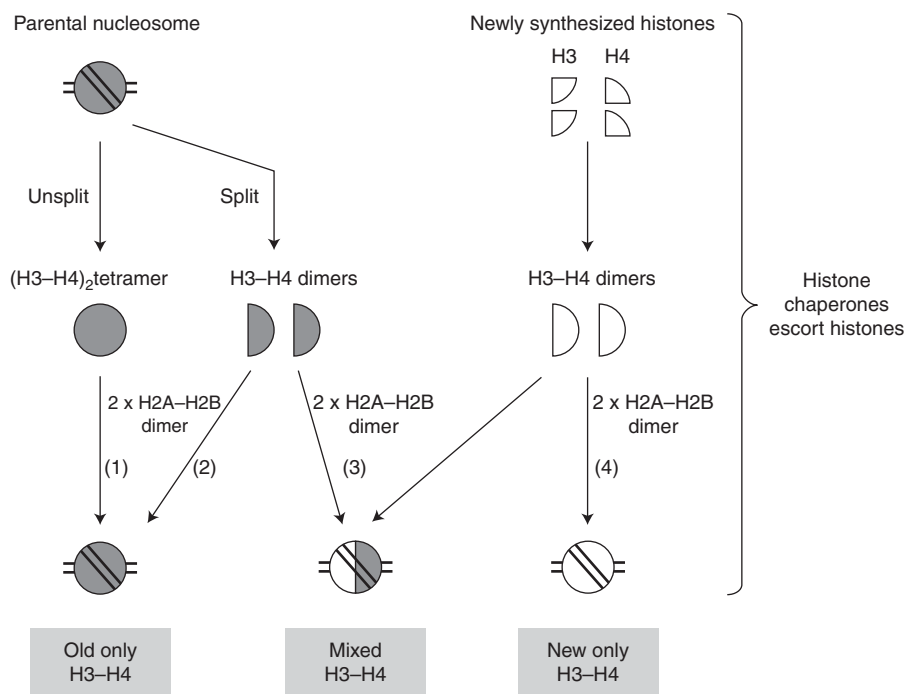 Parental nucleosome
Newly synthesized histones
H3 H4
Unsplit
Split
(H3–H4)2tetramer
H3–H4 dimers
H3–H4 dimers
Histone
chaperones
escort histones
2 x H2A–H2B
dimer
2 x H2A–H2B
dimer
2 x H2A–H2B
dimer
(1)
(2)
(3)
(4)
Old only
H3–H4
Mixed
H3–H4
New only
H3–H4